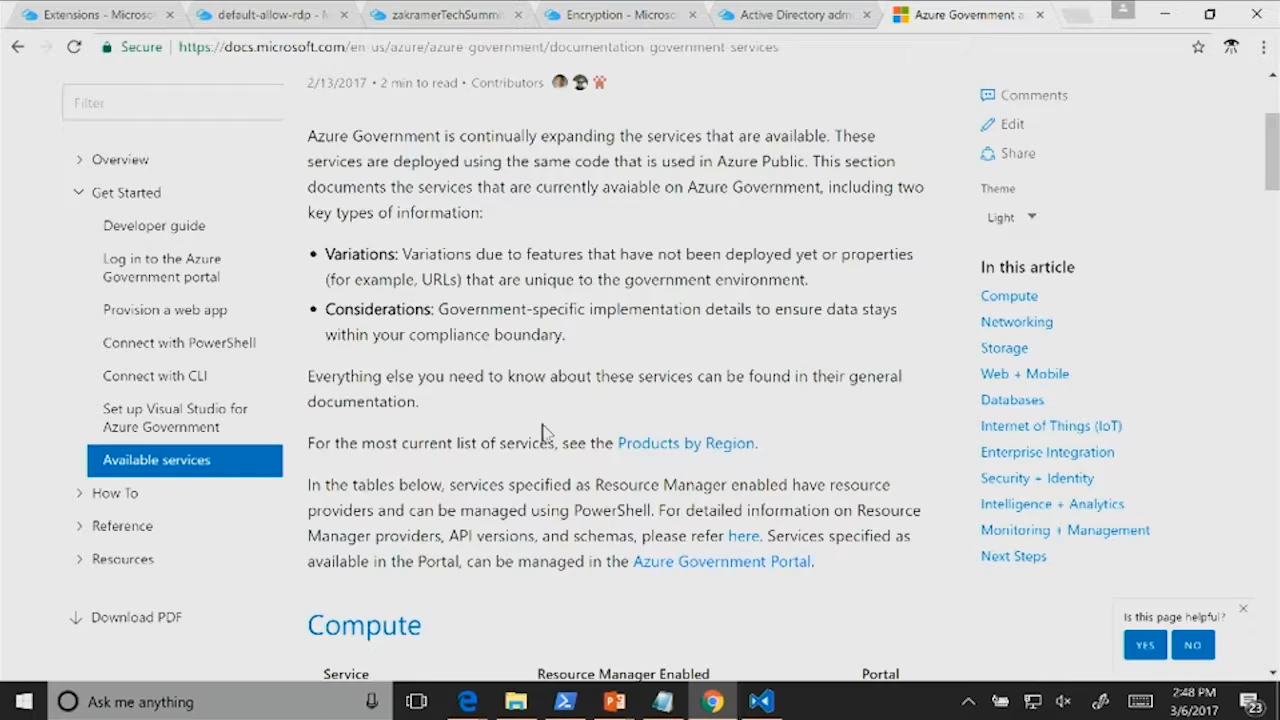 Extensions - Microso
default-allow-rdp - M
zakramerTechSummi
Encryption - Microso
Active Directory adm
Azure Government a
Secure | https://docs.microsoft.com/en-us/azure/azure-government/documentation-government-services
Filter
Overview
Get Started
Developer guide
Log in to the Azure
Government portal
Provision a web app
Connect with PowerShell
Connect with CLI
Set up Visual Studio for
Azure Government
Available services
How To
Reference
Resources
Download PDF
2/13/2017 • 2 min to read • Contributors
Azure Government is continually expanding the services that are available. These
services are deployed using the same code that is used in Azure Public. This section
documents the services that are currently avaiable on Azure Government, including two
key types of information:
• Variations: Variations due to features that have not been deployed yet or properties
(for example, URLs) that are unique to the government environment.
• Considerations: Government-specific implementation details to ensure data stays
within your compliance boundary.
Everything else you need to know about these services can be found in their general
documentation.
For the most current list of services, see the Products by Region.
In the tables below, services specified as Resource Manager enabled have resource
providers and can be managed using PowerShell. For detailed information on Resource
Manager providers, API versions, and schemas, please refer here. Services specified as
available in the Portal, can be managed in the Azure Government Portal.
Compute
Service Resource Manager Enabled Portal
Comments
Edit
Share
Theme
Light
In this article
Compute
Networking
Storage
Web + Mobile
Databases
Internet of Things (IoT)
Enterprise Integration
Security + Identity
Intelligence + Analytics
Monitoring + Management
Next Steps
Is this page helpful?
YES NO
Ask me anything
2:48 PM
3/6/2017
23